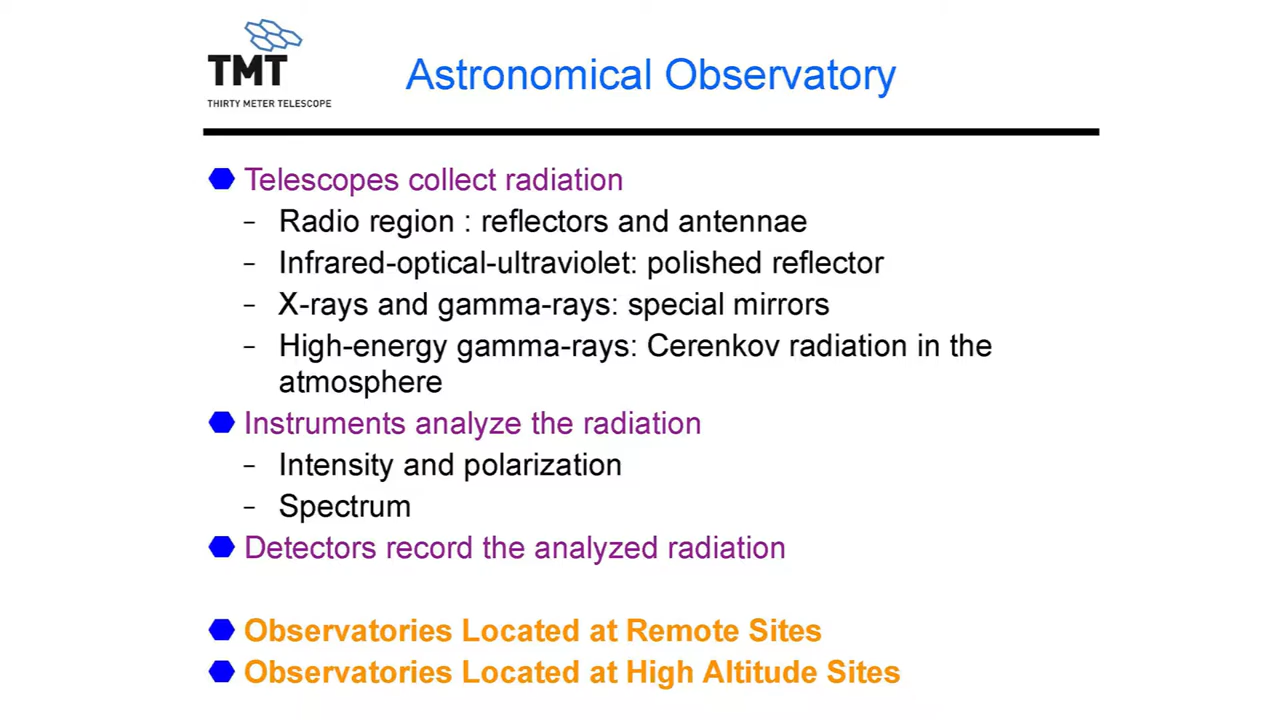 TMT
THIRTY METER TELESCOPE
Astronomical Observatory
Telescopes collect radiation
– Radio region : reflectors and antennae
– Infrared-optical-ultraviolet: polished reflector
– X-rays and gamma-rays: special mirrors
– High-energy gamma-rays: Cerenkov radiation in the
atmosphere
Instruments analyze the radiation
– Intensity and polarization
– Spectrum
Detectors record the analyzed radiation
Observatories Located at Remote Sites
Observatories Located at High Altitude Sites